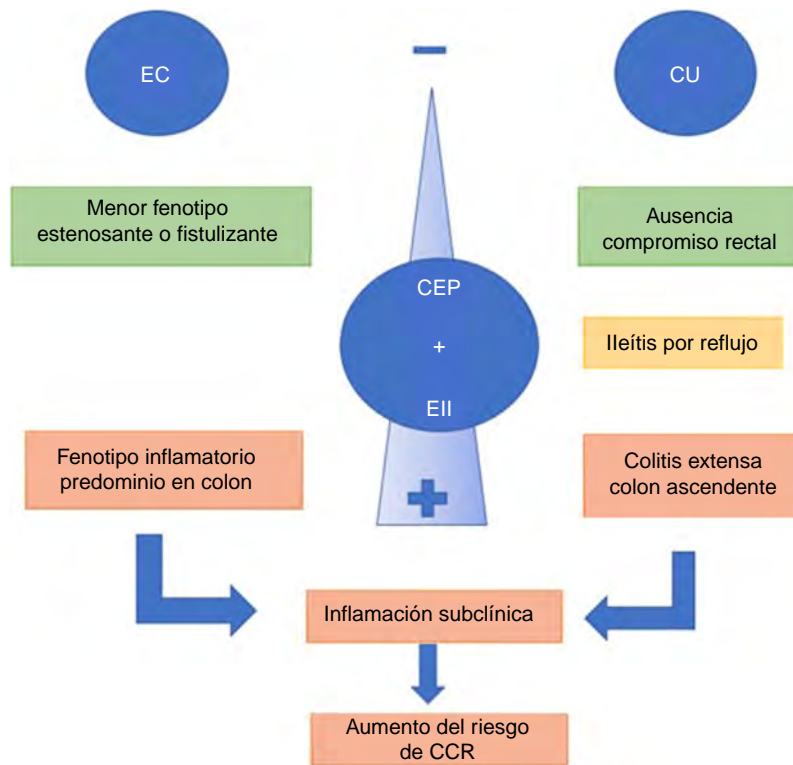 EC
CU
Menor fenotipo
estenosante o fistulizante
Ausencia
compromiso rectal
CEP
+
EII
Ileítis por reflujo
Fenotipo inflamatorio
predominio en colon
Colitis extensa
colon ascendente
Inflamación subclínica
Aumento del riesgo
de CCR